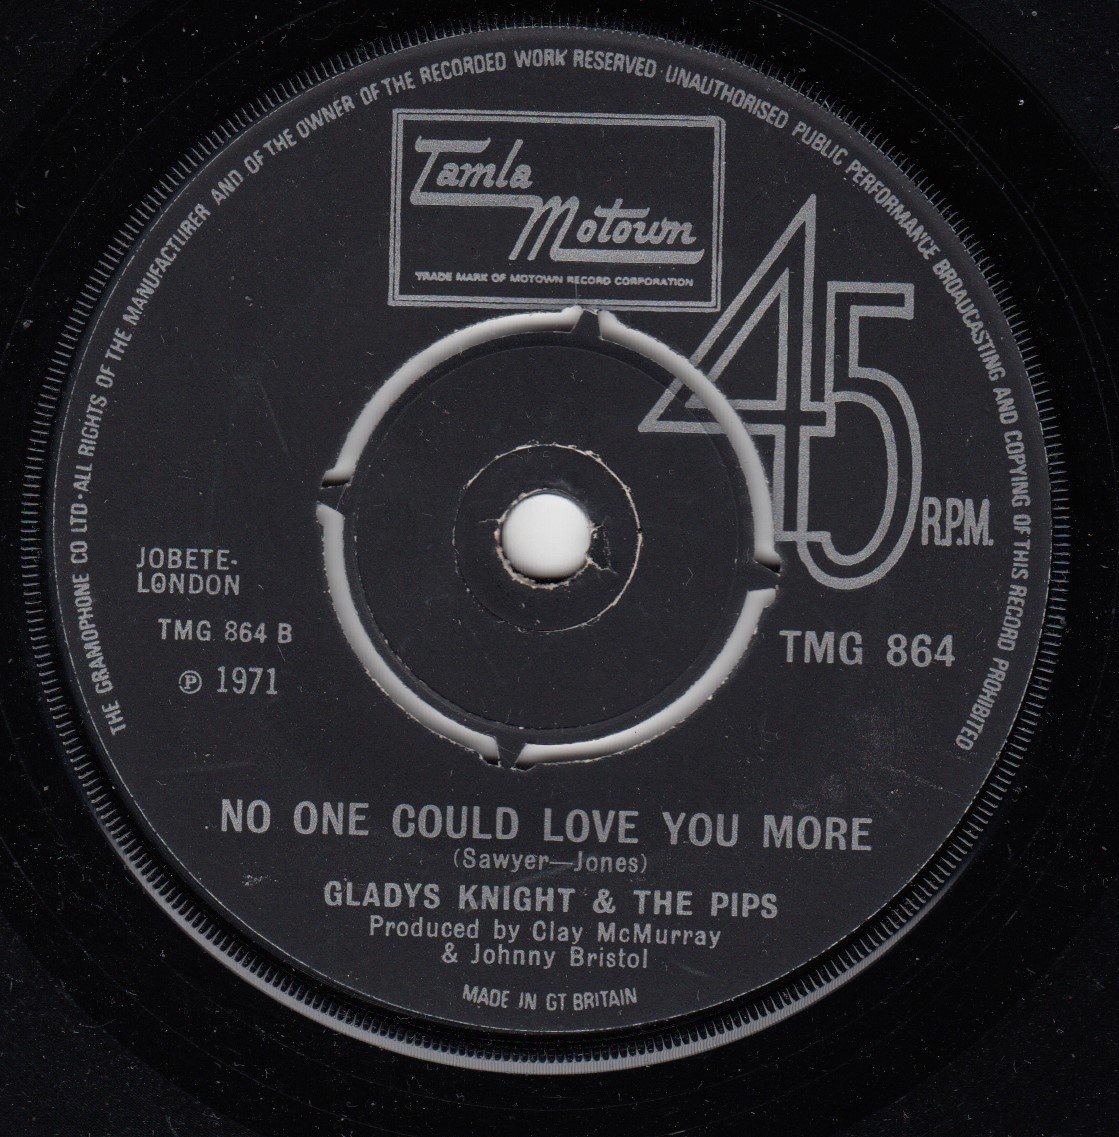 THE GRAMOPHONE CO LTD·ALL RIGHTS OF THE MANUFACTURER AND OF THE OWNER OF THE RECORDED WORK RESERVED·UNAUTHORISED PUBLIC PERFORMANCE BROADCASTING AND COPYING OF THIS RECORD PROHIBITED
Tamla
Motown
TRADE MARK OF MOTOWN RECORD CORPORATION
45
R.P.M.
JOBETE-
LONDON
TMG 864 B
℗ 1971
TMG 864
NO ONE COULD LOVE YOU MORE
(Sawyer—Jones)
GLADYS KNIGHT & THE PIPS
Produced by Clay McMurray
& Johnny Bristol
MADE IN GT BRITAIN